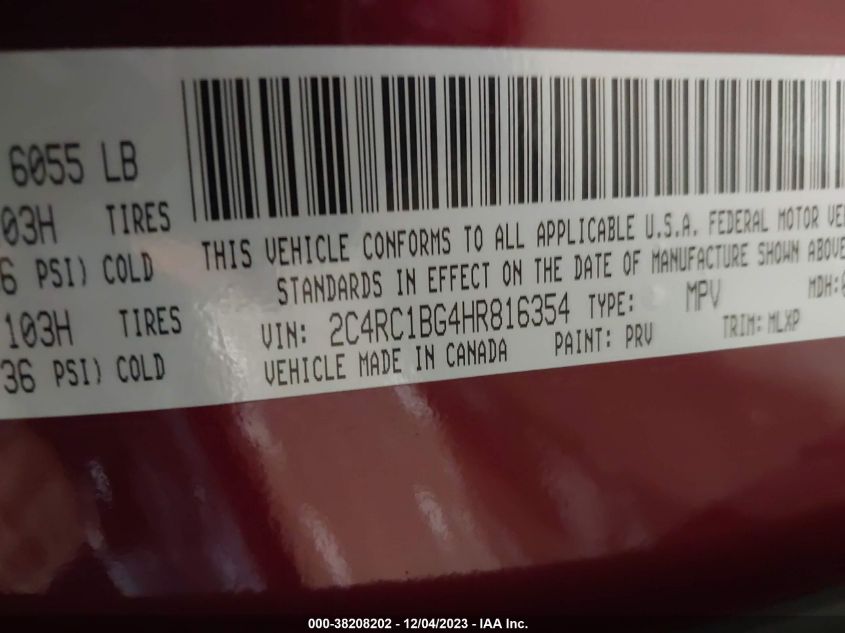 6055 LB
03H TIRES
6 PSI) COLD
103H TIRES
36 PSI) COLD
THIS VEHICLE CONFORMS TO ALL APPLICABLE U.S.A. FEDERAL MOTOR VE
STANDARDS IN EFFECT ON THE DATE OF MANUFACTURE SHOWN ABOVE
VIN: 2C4RC1BG4HR816354 TYPE: MPV MDH:
VEHICLE MADE IN CANADA PAINT: PRV TRIM: MLXP
000-38208202 - 12/04/2023 - IAA Inc.